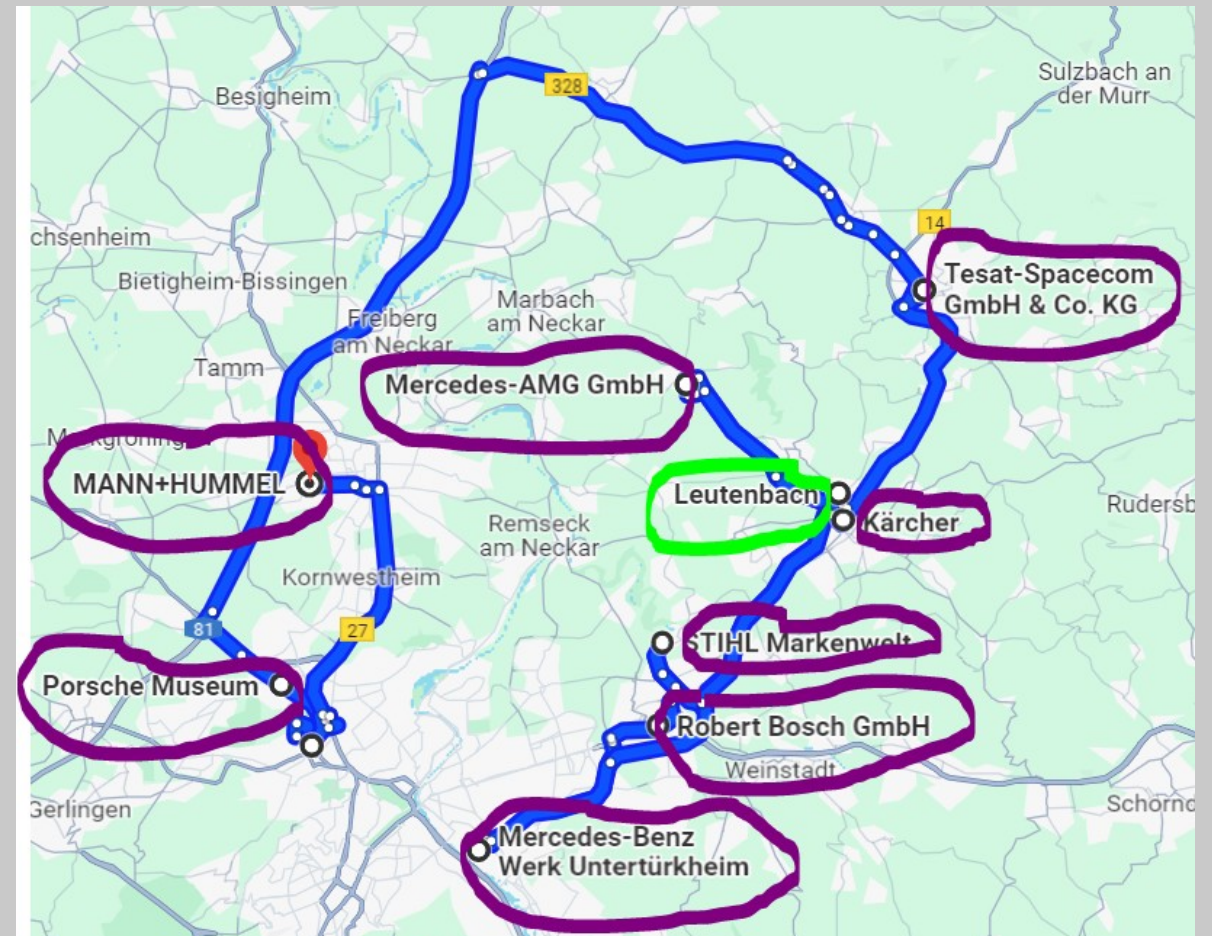 328
Sulzbach an
der Murr
Besigheim
14
chsenheim
Bietigheim-Bissingen
Tesat-Spacecom
GmbH & Co. KG
Marbach
am Neckar
Freiberg
am Neckar
Tamm
Mercedes-AMG GmbH
MANN+HUMMEL
Leutenbach
Rudersb
Kärcher
Remseck
am Neckar
Kornwestheim
81
27
STIHL Markenwelt
Porsche Museum
Robert Bosch GmbH
Weinstadt
Gerlingen
Schornd
Mercedes-Benz
Werk Untertürkheim